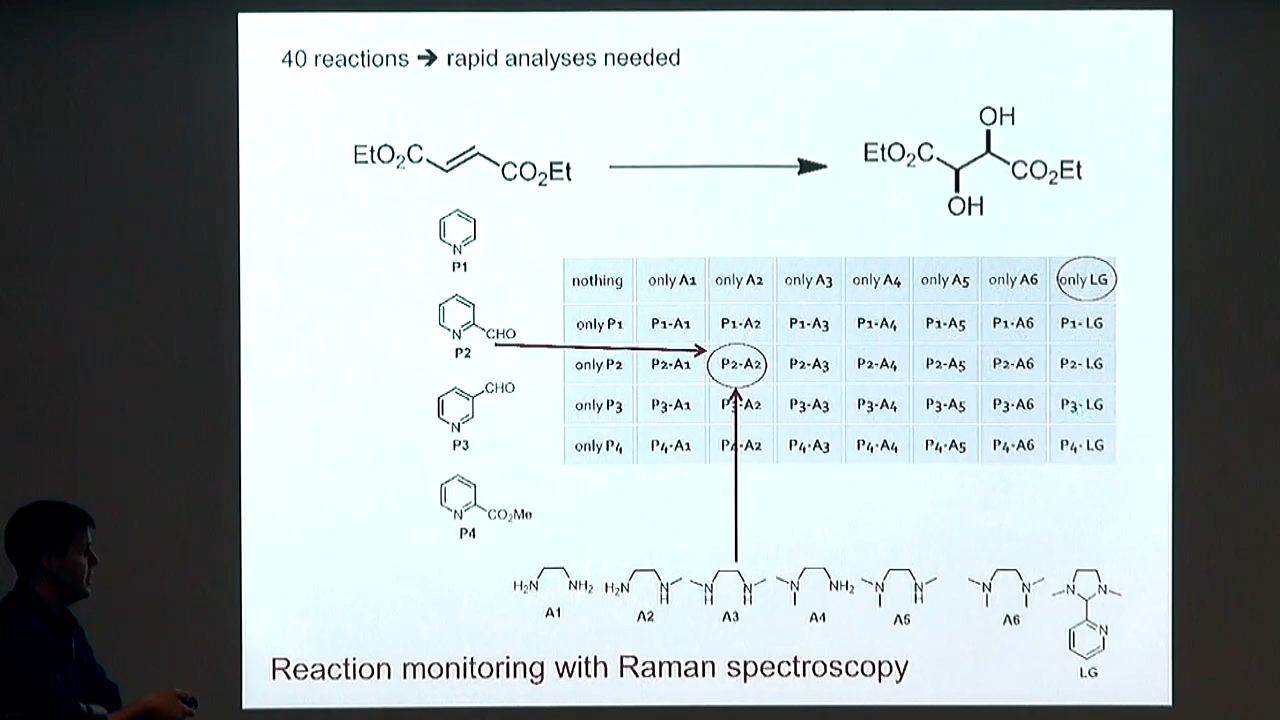 40 reactions ➔ rapid analyses needed
OH
EtO₂C CO₂Et
EtO₂C CO₂Et
OH
N
P1
N CHO
P2
CHO
N
P3
N CO₂Me
P4
nothing only A1 only A2 only A3 only A4 only A5 only A6 only LG
only P1 P1-A1 P1-A2 P1-A3 P1-A4 P1-A5 P1-A6 P1- LG
only P2 P2-A1 P2-A2 P2-A3 P2-A4 P2-A5 P2-A6 P2- LG
only P3 P3-A1 P3-A2 P3-A3 P3-A4 P3-A5 P3-A6 P3- LG
only P4 P4-A1 P4-A2 P4-A3 P4-A4 P4-A5 P4-A6 P4- LG
H₂N NH₂
A1
H₂N N
H
A2
N N
H H
A3
N NH₂
A4
N N
H
A5
N N
A6
N N
N
LG
Reaction monitoring with Raman spectroscopy